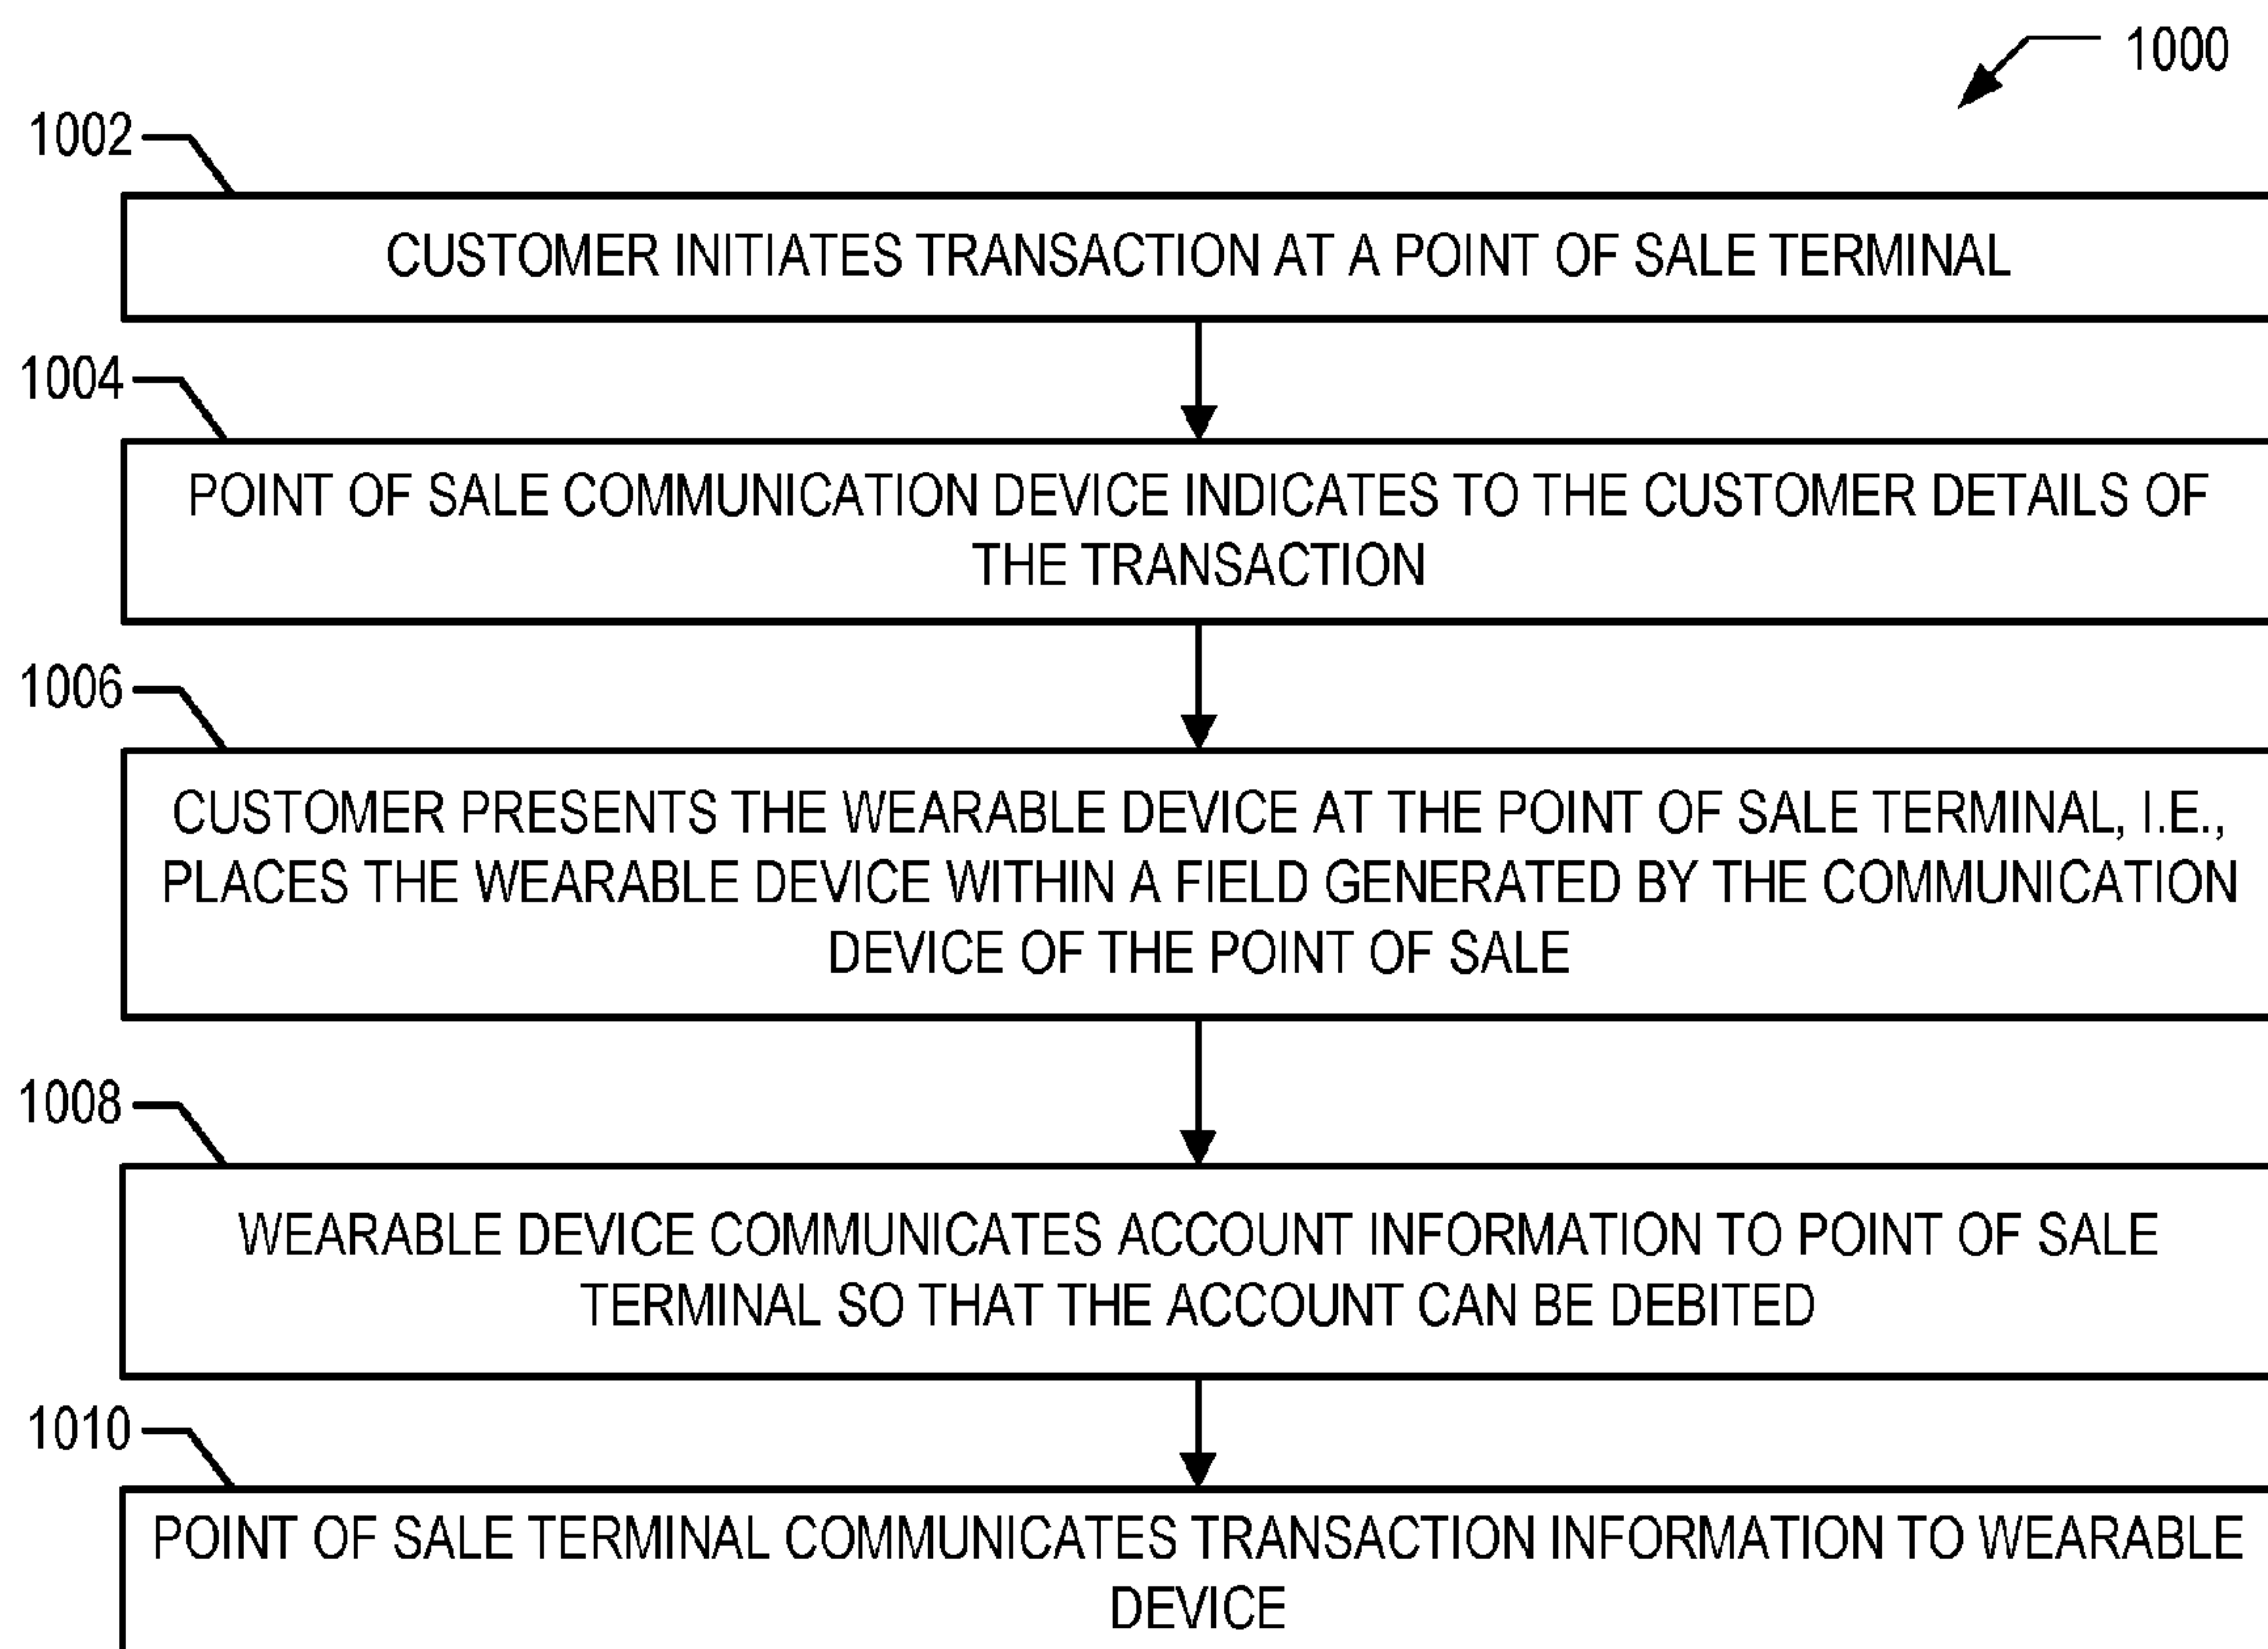 1000
1002
CUSTOMER INITIATES TRANSACTION AT A POINT OF SALE TERMINAL
1004
POINT OF SALE COMMUNICATION DEVICE INDICATES TO THE CUSTOMER DETAILS OF
THE TRANSACTION
1006
CUSTOMER PRESENTS THE WEARABLE DEVICE AT THE POINT OF SALE TERMINAL, I.E.,
PLACES THE WEARABLE DEVICE WITHIN A FIELD GENERATED BY THE COMMUNICATION
DEVICE OF THE POINT OF SALE
1008
WEARABLE DEVICE COMMUNICATES ACCOUNT INFORMATION TO POINT OF SALE
TERMINAL SO THAT THE ACCOUNT CAN BE DEBITED
1010
POINT OF SALE TERMINAL COMMUNICATES TRANSACTION INFORMATION TO WEARABLE
DEVICE